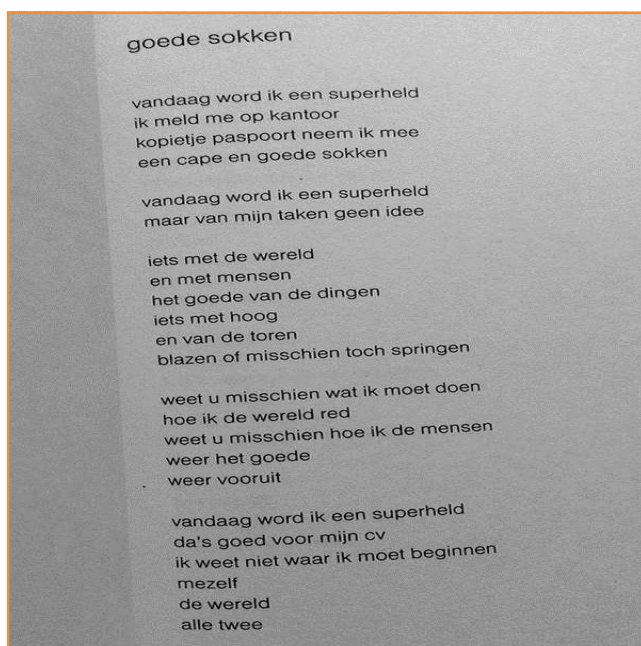 goede sokken
vandaag word ik een superheld
ik meld me op kantoor
kopietje paspoort neem ik mee
een cape en goede sokken
vandaag word ik een superheld
maar van mijn taken geen idee
iets met de wereld
en met mensen
het goede van de dingen
iets met hoog
en van de toren
blazen of misschien toch springen
weet u misschien wat ik moet doen
hoe ik de wereld red
weet u misschien hoe ik de mensen
weer het goede
weer vooruit
vandaag word ik een superheld
da's goed voor mijn cv
ik weet niet waar ik moet beginnen
mezelf
de wereld
alle twee